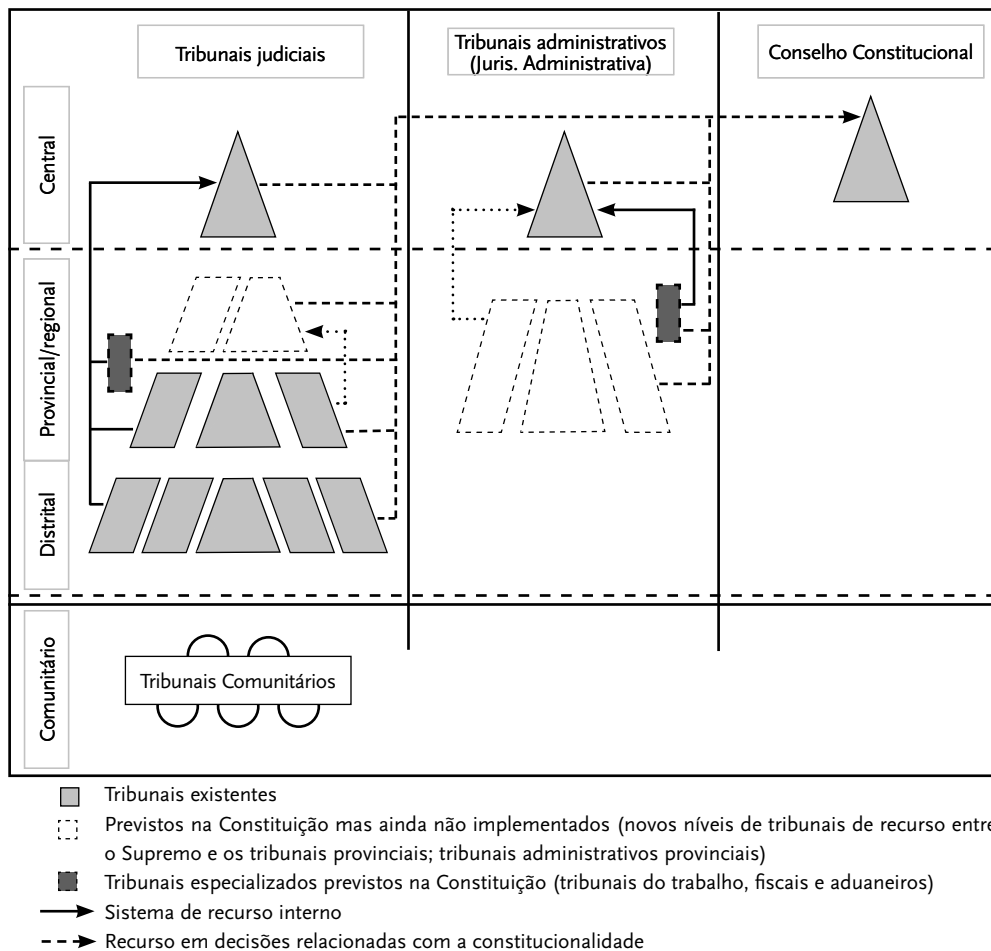 Tribunais judiciais
Tribunais administrativos
(Juris. Administrativa)
Conselho Constitucional
Central
Provincial/regional
Distrital
Comunitário
Tribunais Comunitários
Tribunais existentes
Previstos na Constituição mas ainda não implementados (novos níveis de tribunais de recurso entre
o Supremo e os tribunais provinciais; tribunais administrativos provinciais)
Tribunais especializados previstos na Constituição (tribunais do trabalho, fiscais e aduaneiros)
Sistema de recurso interno
Recurso em decisões relacionadas com a constitucionalidade